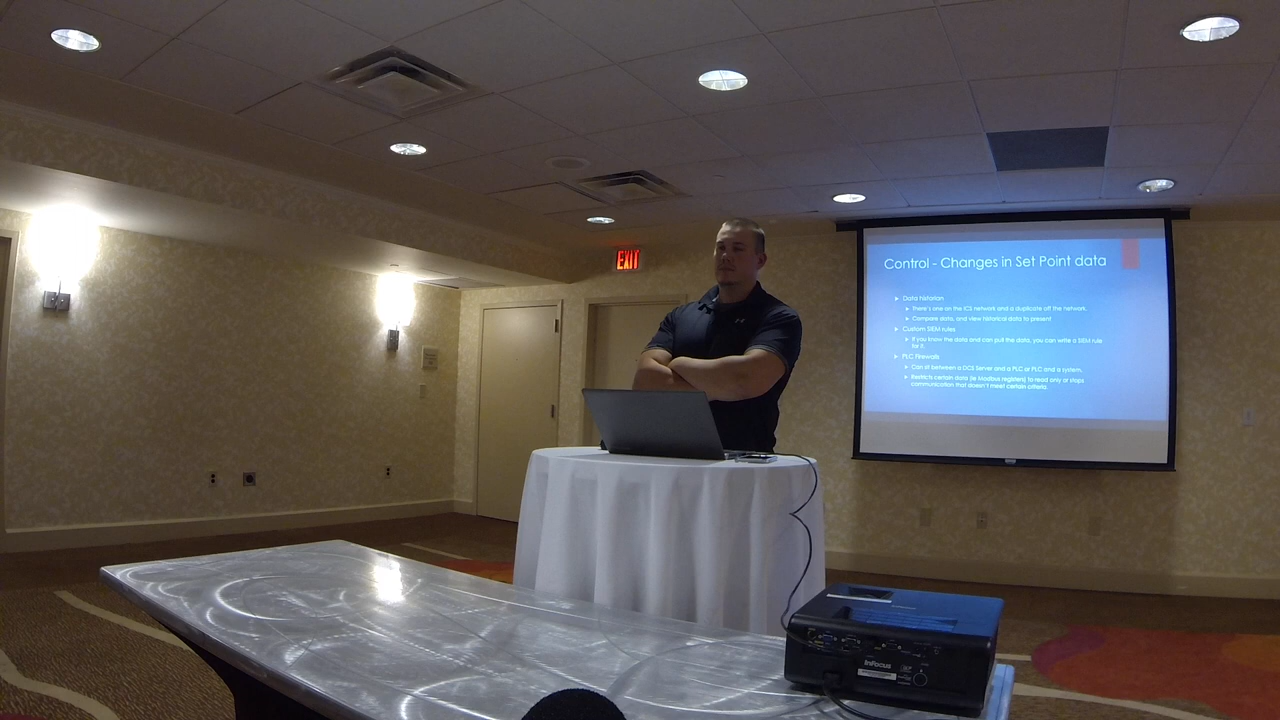 EXIT
Control - Changes in Set Point data
Data historian
There's one on the ICS network and a duplicate off the network.
Compare data, and view historical data to present
Custom SIEM rules
If you know the data and can pull the data, you can write a SIEM rule
for it.
PLC Firewalls
Can sit between a DCS Server and a PLC or PLC and a system.
Restricts certain data (ie Modbus registers) to read only or stops
communication that doesn't meet certain criteria.
InFocus